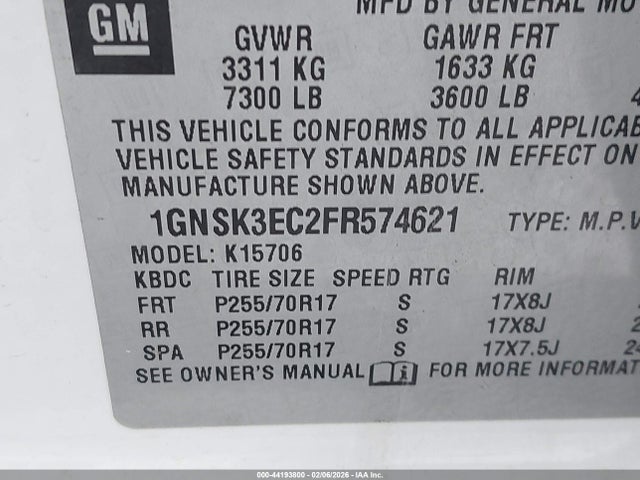 GM
MFD BY GENERAL MO
GVWR GAWR FRT
3311 KG 1633 KG
7300 LB 3600 LB 4
THIS VEHICLE CONFORMS TO ALL APPLICAB
VEHICLE SAFETY STANDARDS IN EFFECT ON
MANUFACTURE SHOWN ABOVE.
1GNSK3EC2FR574621 TYPE: M.P.V
MODEL: K15706
KBDC TIRE SIZE SPEED RTG RIM
FRT P255/70R17 S 17X8J
RR P255/70R17 S 17X8J 2
SPA P255/70R17 S 17X7.5J 24
SEE OWNER'S MANUAL i FOR MORE INFORMAT
000-44193800 - 02/06/2026 - IAA Inc.